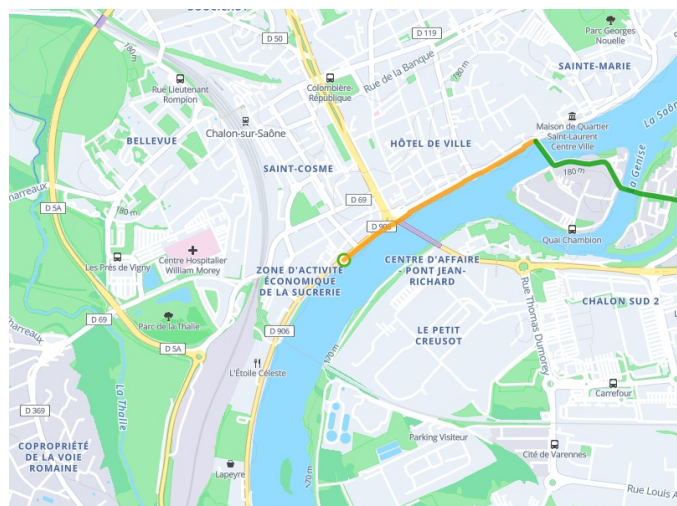 D 50
D 119
Parc Georges
Nouelle
180 m
Rue de la Banque
180 m
SAINTE-MARIE
Rue Lieutenant
Rompion
Colombière-
République
La Saône
Chalon-sur-Saône
Maison de Quartier
Saint-Laurent
Centre Ville
BELLEVUE
HÔTEL DE VILLE
SAINT-COSME
180 m
D 69
D 5A
180 m
D 906
Quai Chambion
Centre Hospitalier
William Morey
Les Prés de Vigny
ZONE D'ACTIVITÉ
ÉCONOMIQUE
DE LA SUCRERIE
CENTRE D'AFFAIRE
- PONT JEAN-
RICHARD
Rue Thomas Dumorey
CHALON SUD 2
D 69
Parc de la Thalie
D 906
LE PETIT
CREUSOT
D 5A
170 m
L'Étoile Céleste
La Thalie
Carrefour
D 369
Parking Visiteur
COPROPRIÉTÉ
DE LA VOIE
ROMAINE
Cité de Varennes
Lapeyre
170 m